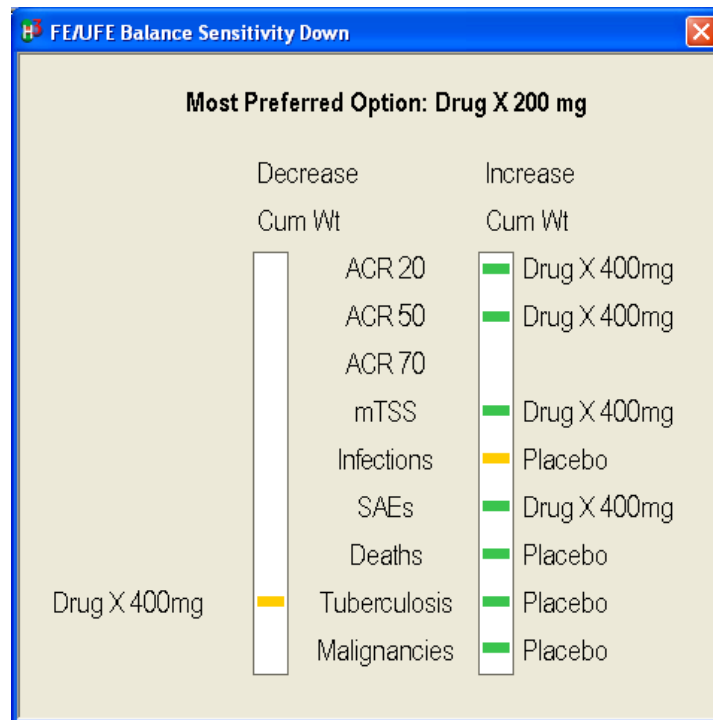 H3 FE/UFE Balance Sensitivity Down
Most Preferred Option: Drug X 200 mg
Decrease Increase
Cum Wt Cum Wt
ACR 20 Drug X 400mg
ACR 50 Drug X 400mg
ACR 70
mTSS Drug X 400mg
Infections Placebo
SAEs Drug X 400mg
Deaths Placebo
Drug X 400mg Tuberculosis Placebo
Malignancies Placebo